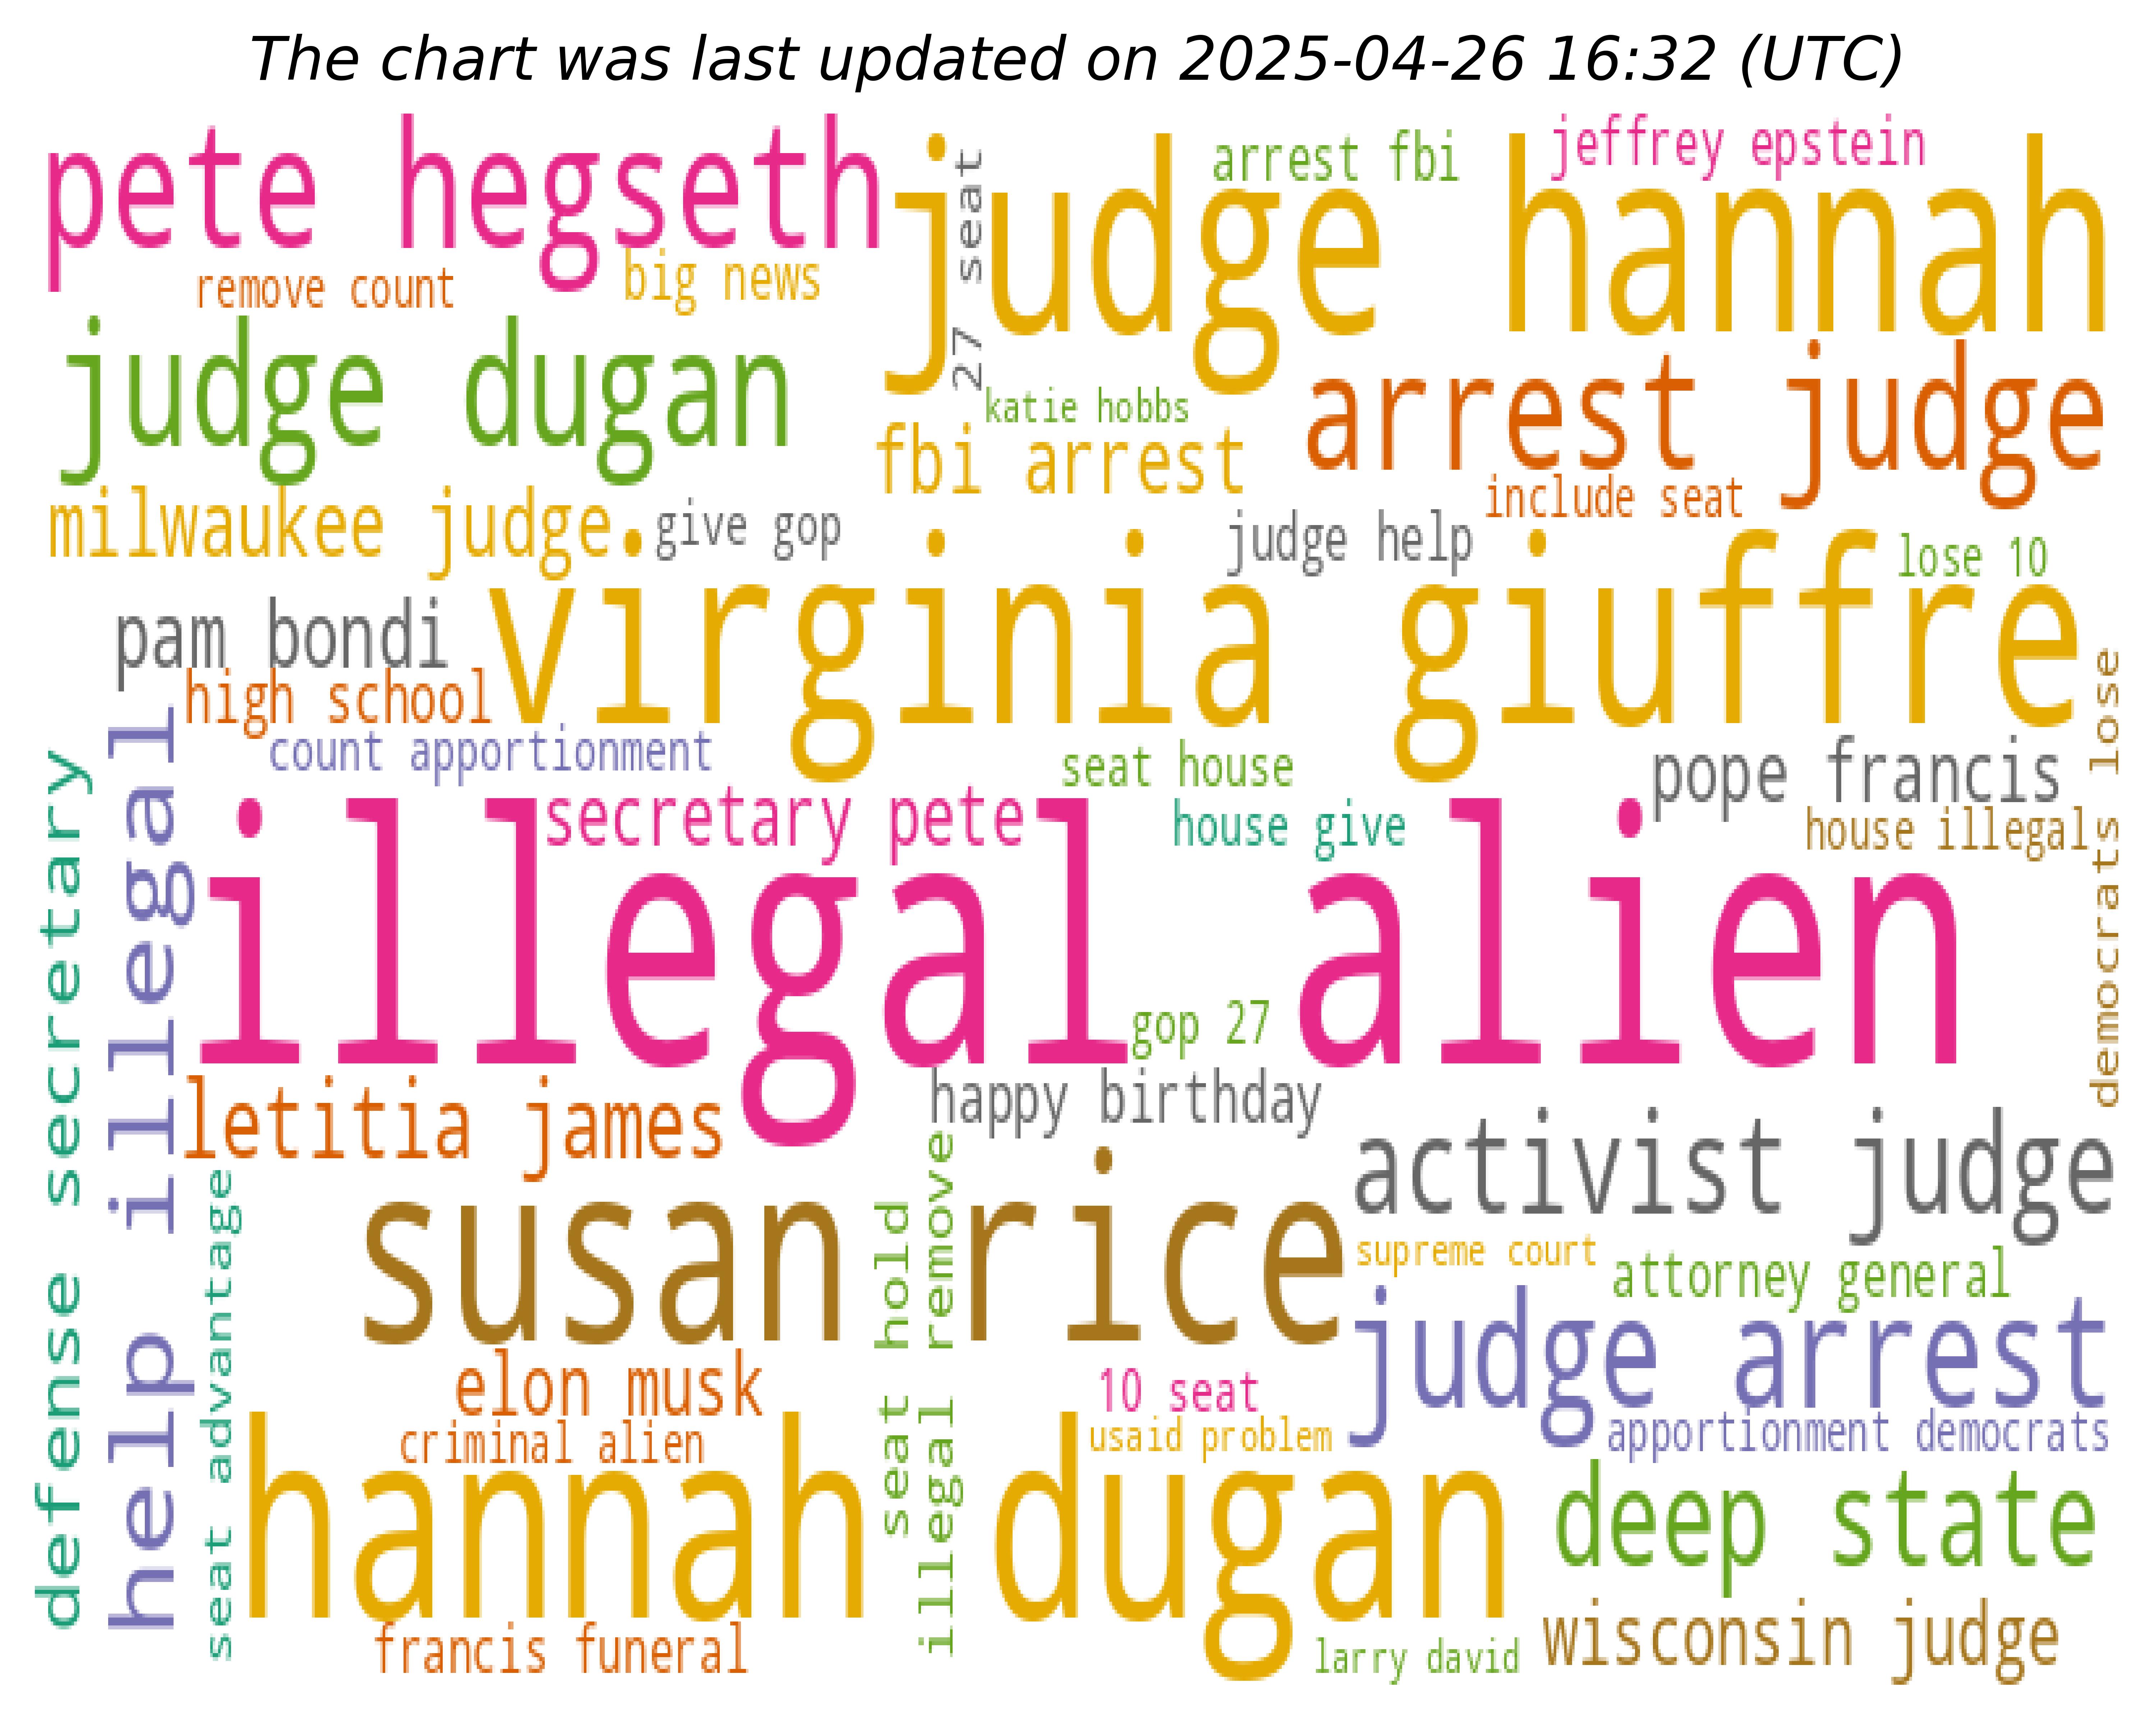 The chart was last updated on 2025-04-26 16:32 (UTC)
pete hegseth
judge hannah
arrest fbi
jeffrey epstein
27 seat
remove count
big news
judge dugan
katie hobbs
arrest judge
fbi arrest
include seat
milwaukee judge
give gop
judge help
virginia giuffre
lose 10
pam bondi
high school
count apportionment
seat house
pope francis
democrats lose
defense secretary
help illegal
secretary pete
house give
house illegals
illegal alien
gop 27
letitia james
happy birthday
activist judge
susan rice
seat hold
illegal remove
seat advantage
supreme court
attorney general
judge arrest
elon musk
10 seat
criminal alien
usaid problem
apportionment democrats
hannah dugan
deep state
francis funeral
larry david
wisconsin judge